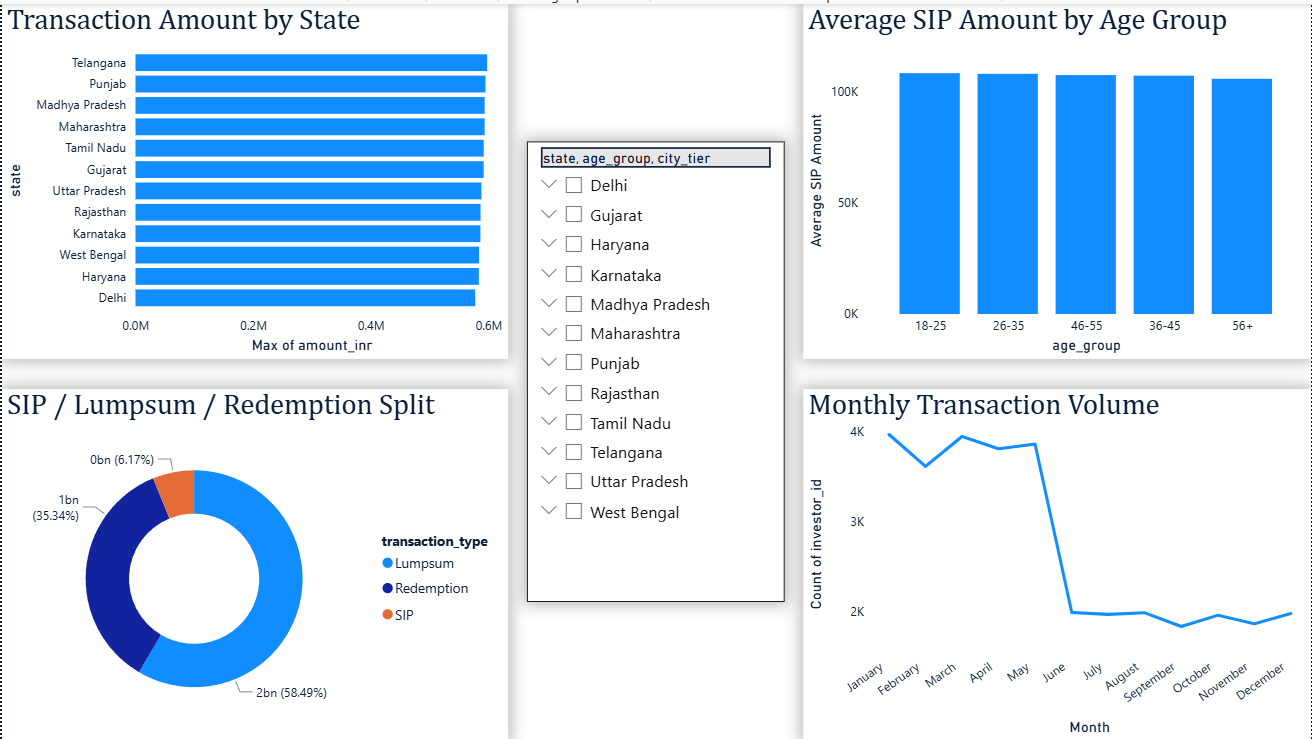 Transaction Amount by State
Telangana
Punjab
Madhya Pradesh
Maharashtra
Tamil Nadu
Gujarat
Uttar Pradesh
Rajasthan
Karnataka
West Bengal
Haryana
Delhi
state
0.0M 0.2M 0.4M 0.6M
Max of amount_inr
SIP / Lumpsum / Redemption Split
0bn (6.17%)
1bn
(35.34%)
2bn (58.49%)
transaction_type
Lumpsum
Redemption
SIP
state, age_group, city_tier
Delhi
Gujarat
Haryana
Karnataka
Madhya Pradesh
Maharashtra
Punjab
Rajasthan
Tamil Nadu
Telangana
Uttar Pradesh
West Bengal
Average SIP Amount by Age Group
Average SIP Amount
100K
50K
0K
18-25 26-35 46-55 36-45 56+
age_group
Monthly Transaction Volume
Count of investor_id
4K
3K
2K
January February March April May June July August September October November December
Month